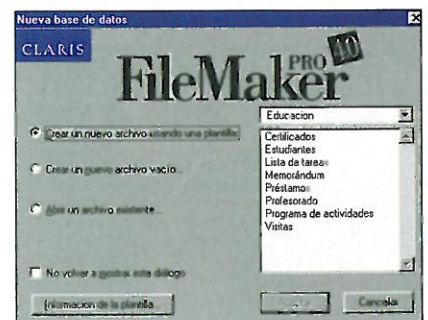 Nueva base de datos
CLARIS
FileMaker PRO 4.0
Educacion
Crear un nuevo archivo usando una plantilla
Crear un nuevo archivo vacío...
Abrir un archivo existente...
Certificados
Estudiantes
Lista de tareas
Memorándum
Préstamos
Profesorado
Programa de actividades
Visitas
No volver a mostrar este diálogo
Informacion de la plantilla...
Cancelar